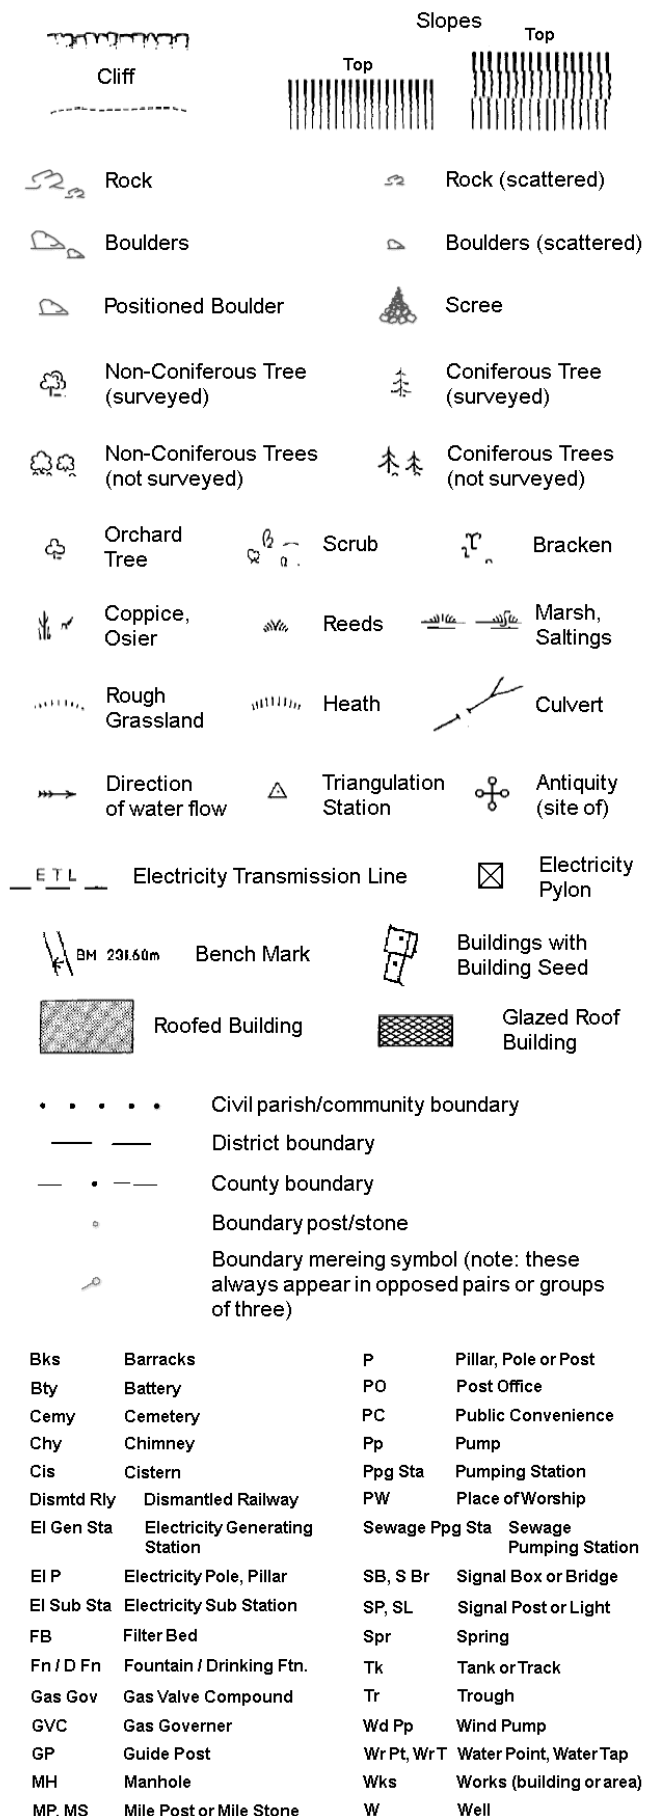 Slopes
Cliff
Top
Top
Rock
Rock (scattered)
Boulders
Boulders (scattered)
Positioned Boulder
Scree
Non-Coniferous Tree
(surveyed)
Coniferous Tree
(surveyed)
Non-Coniferous Trees
(not surveyed)
Coniferous Trees
(not surveyed)
Orchard
Tree
Scrub
Bracken
Coppice,
Osier
Reeds
Marsh,
Saltings
Rough
Grassland
Heath
Culvert
Direction
of water flow
Triangulation
Station
Antiquity
(site of)
E T L
Electricity Transmission Line
Electricity
Pylon
BM 231.60m
Bench Mark
Buildings with
Building Seed
Roofed Building
Glazed Roof
Building
Civil parish/community boundary
District boundary
County boundary
Boundary post/stone
Boundary mereing symbol (note: these
always appear in opposed pairs or groups
of three)
Bks Barracks
Bty Battery
Cemy Cemetery
Chy Chimney
Cis Cistern
Dismtd Rly Dismantled Railway
El Gen Sta Electricity Generating
Station
El P Electricity Pole, Pillar
El Sub Sta Electricity Sub Station
FB Filter Bed
Fn / D Fn Fountain / Drinking Ftn.
Gas Gov Gas Valve Compound
GVC Gas Governer
GP Guide Post
MH Manhole
MP, MS Mile Post or Mile Stone
P Pillar, Pole or Post
PO Post Office
PC Public Convenience
Pp Pump
Ppg Sta Pumping Station
PW Place of Worship
Sewage Ppg Sta Sewage
Pumping Station
SB, S Br Signal Box or Bridge
SP, SL Signal Post or Light
Spr Spring
Tk Tank or Track
Tr Trough
Wd Pp Wind Pump
Wr Pt, Wr T Water Point, Water Tap
Wks Works (building or area)
W Well